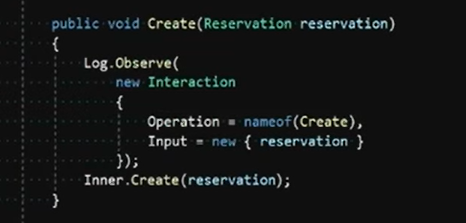 public void Create(Reservation reservation)
{
Log.Observe(
new Interaction
{
Operation = nameof(Create),
Input = new { reservation }
});
Inner.Create(reservation);
}